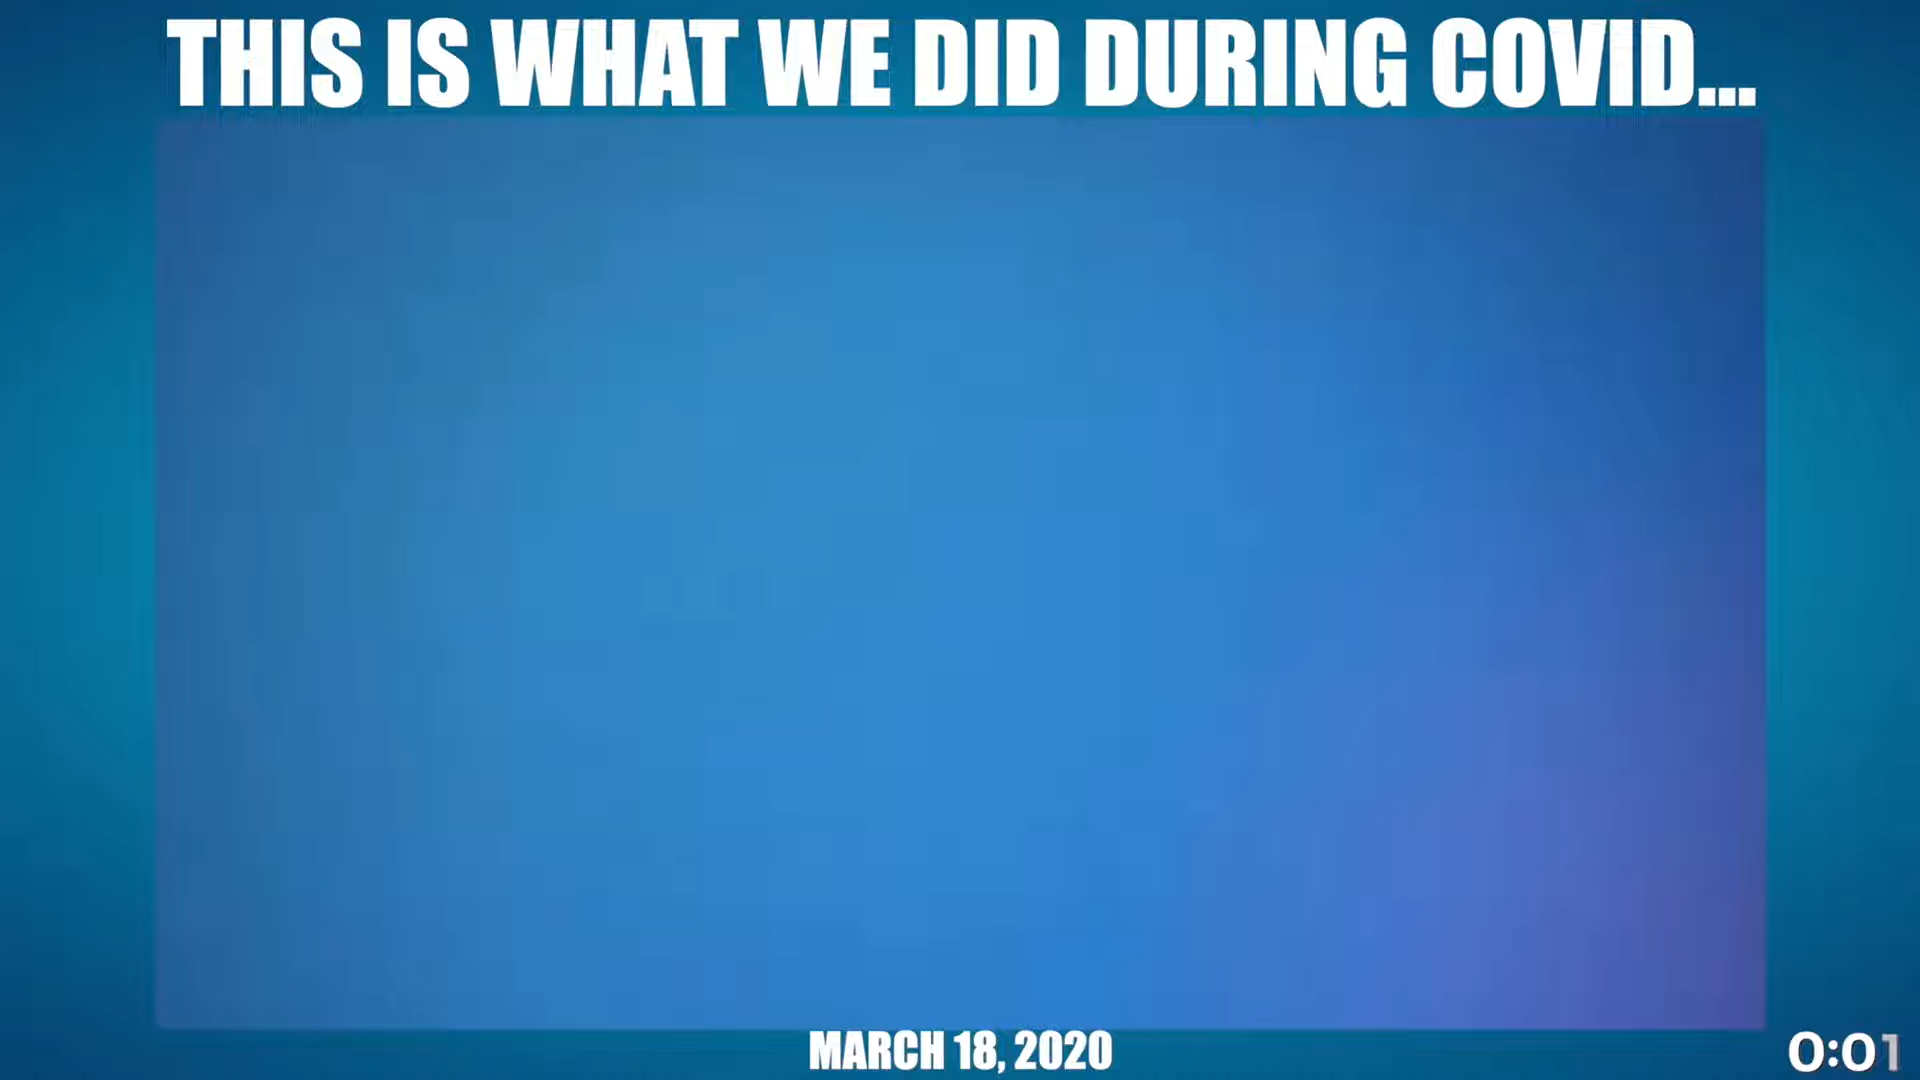 THIS IS WHAT WE DID DURING COVID...
MARCH 18, 2020
0:01